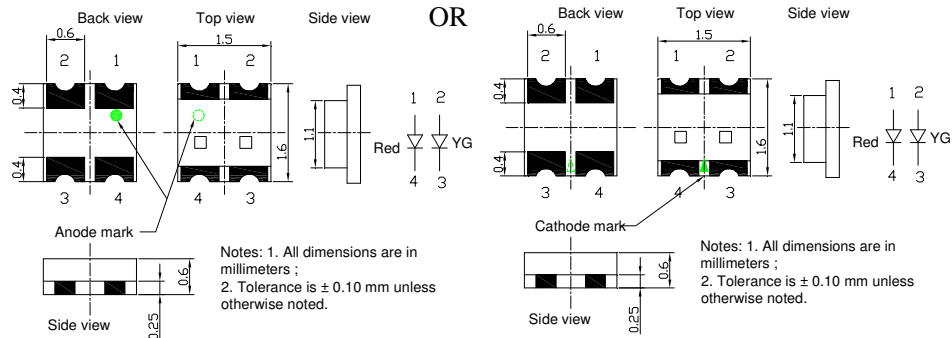 Back view Top view Side view
0.6
1.5
2 1 1 2
0.4
0.4
3 4 4 3
1.6
1.1
1 2
Red YG
4 3
Anode mark
0.6
0.25
Side view
Notes: 1. All dimensions are in
millimeters ;
2. Tolerance is ± 0.10 mm unless
otherwise noted.
OR
Back view Top view Side view
0.6
1.5
2 1 1 2
0.4
0.4
3 4 4 3
1.6
1.1
1 2
Red YG
4 3
Cathode mark
0.6
0.25
Side view
Notes: 1. All dimensions are in
millimeters ;
2. Tolerance is ± 0.10 mm unless
otherwise noted.